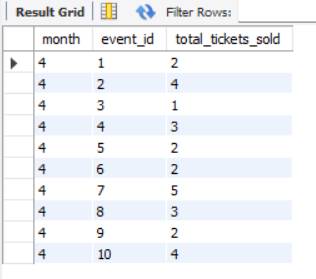 Result Grid Filter Rows:
month event_id total_tickets_sold
4 1 2
4 2 4
4 3 1
4 4 3
4 5 2
4 6 2
4 7 5
4 8 3
4 9 2
4 10 4